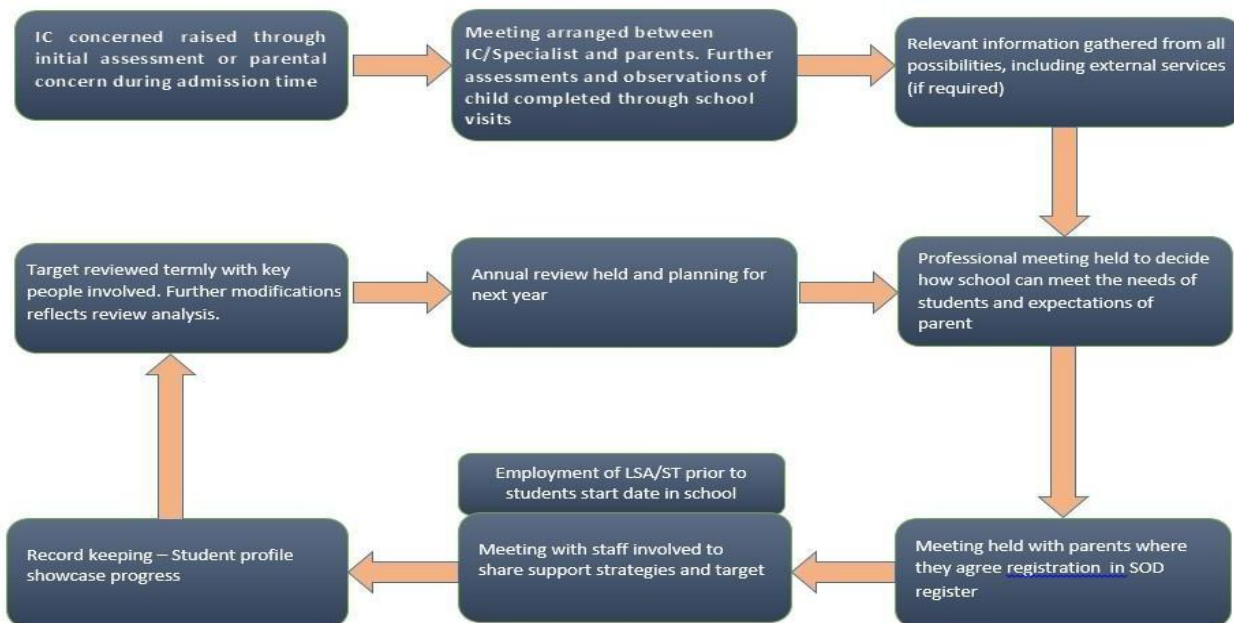 IC concerned raised through
initial assessment or parental
concern during admission time
Meeting arranged between
IC/Specialist and parents. Further
assessments and observations of
child completed through school
visits
Relevant information gathered from all
possibilities, including external services
(if required)
Target reviewed termly with key
people involved. Further modifications
reflects review analysis.
Annual review held and planning for
next year
Professional meeting held to decide
how school can meet the needs of
students and expectations of
parent
Employment of LSA/ST prior to
students start date in school
Record keeping – Student profile
showcase progress
Meeting with staff involved to
share support strategies and target
Meeting held with parents where
they agree registration in SOD
register